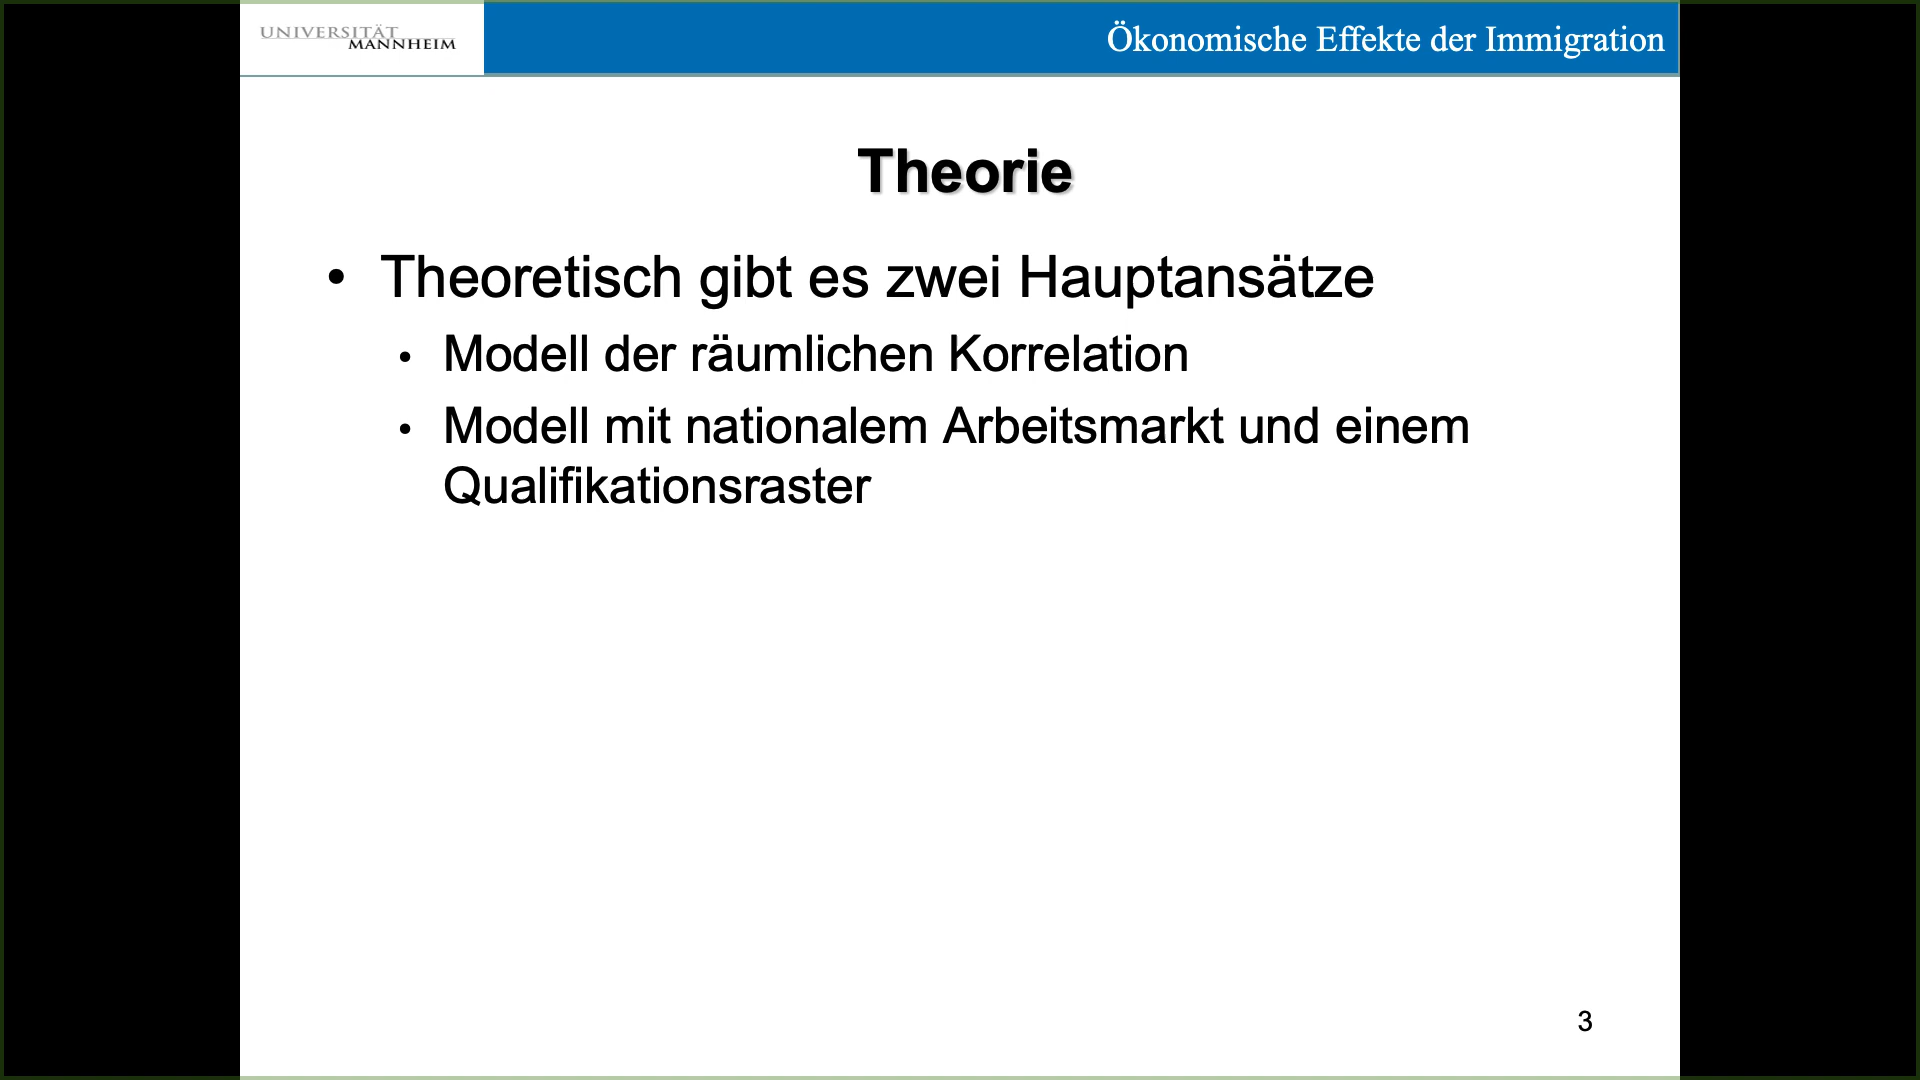 UNIVERSITÄT
MANNHEIM
Ökonomische Effekte der Immigration
Theorie
• Theoretisch gibt es zwei Hauptansätze
• Modell der räumlichen Korrelation
• Modell mit nationalem Arbeitsmarkt und einem
Qualifikationsraster
3